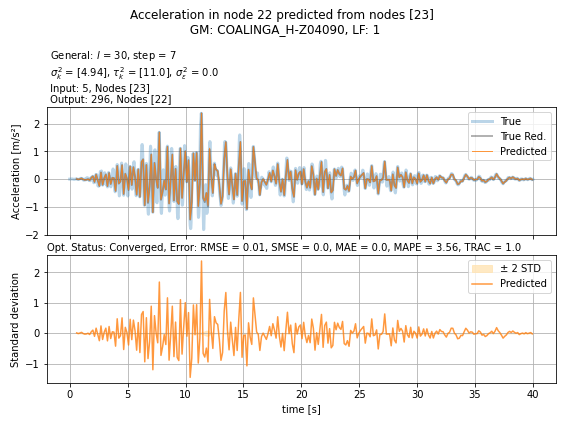 Acceleration in node 22 predicted from nodes [23]
GM: COALINGA_H-Z04090, LF: 1
General: l = 30, step = 7
σ²ₖ = [4.94], τ²ₖ = [11.0], σ²ε = 0.0
Input: 5, Nodes [23]
Output: 296, Nodes [22]
Acceleration [m/s²]
2
1
0
−1
−2
True
True Red.
Predicted
Opt. Status: Converged, Error: RMSE = 0.01, SMSE = 0.0, MAE = 0.0, MAPE = 3.56, TRAC = 1.0
Standard deviation
2
1
0
−1
± 2 STD
Predicted
0 5 10 15 20 25 30 35 40
time [s]